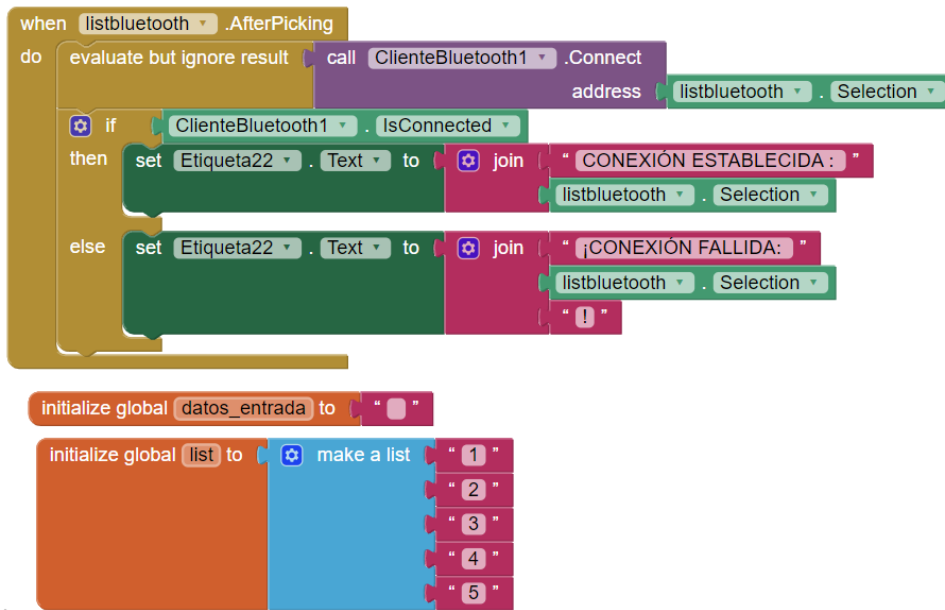 when listbluetooth .AfterPicking
do evaluate but ignore result call ClienteBluetooth1 .Connect
address listbluetooth . Selection
if ClienteBluetooth1 . IsConnected
then set Etiqueta22 . Text to join " CONEXIÓN ESTABLECIDA : "
listbluetooth . Selection
else set Etiqueta22 . Text to join " ¡CONEXIÓN FALLIDA: "
listbluetooth . Selection
" ! "
initialize global datos_entrada to " "
initialize global list to make a list " 1 "
" 2 "
" 3 "
" 4 "
" 5 "